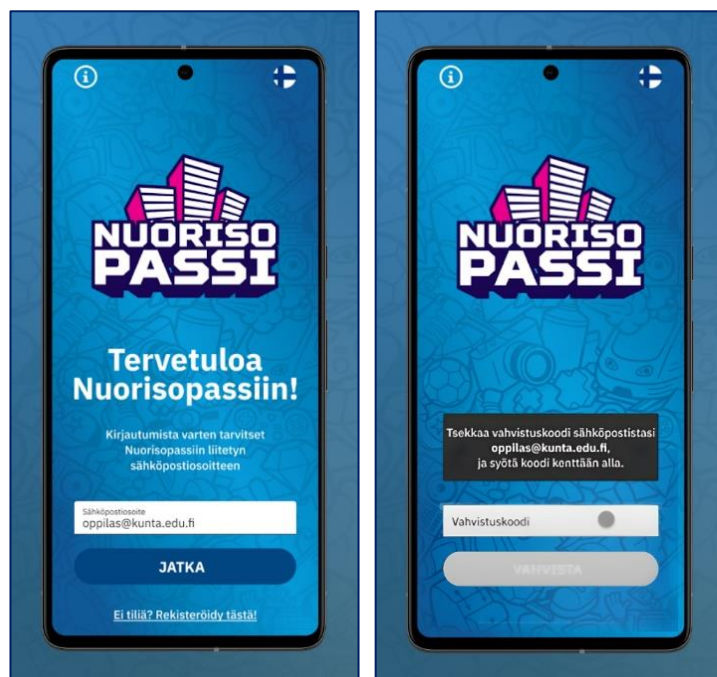 NUORISO
PASSI
Tervetuloa
Nuorisopassiin!
Kirjautumista varten tarvitset
Nuorisopassiin liitetyn
sähköpostiosoitteen
Sähköpostiosoite
oppilas@kunta.edu.fi
JATKA
Ei tiliä? Rekisteröidy tästä!
NUORISO
PASSI
Tsekkaa vahvistuskoodi sähköpostistasi
oppilas@kunta.edu.fi,
ja syötä koodi kenttään alla.
Vahvistuskoodi
VAHVISTA